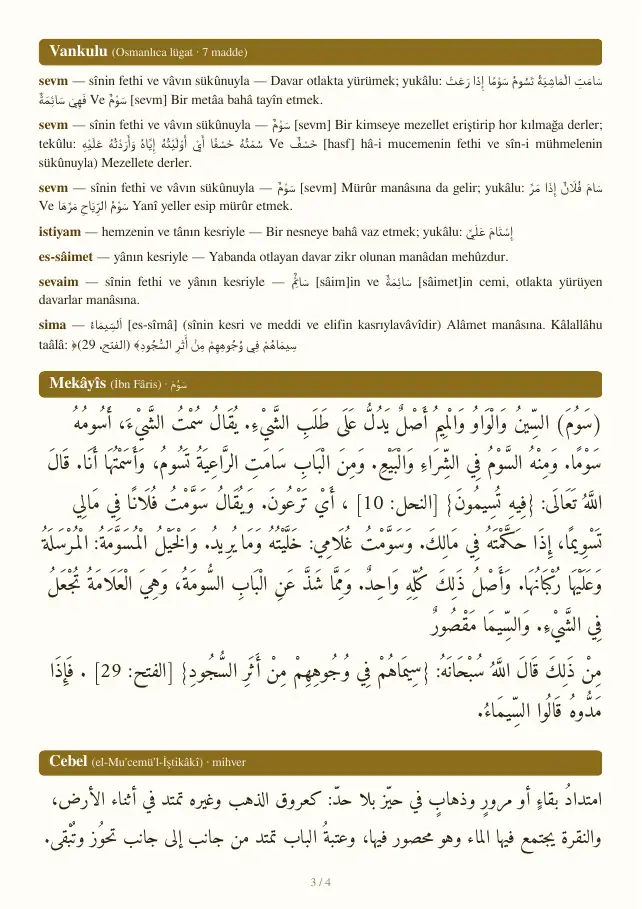 Vankulu (Osmanlıca lügat · 7 madde)
sevm — sînin fethi ve vâvın sükûnuyla — Davar otlakta yürümek; yukâlu: سَامَتِ الْمَاشِيَةُ تَسُومُ سَوْمًا إِذَا رَعَتْ
فَهِيَ سَائِمَةٌ Ve سَوْمٌ [sevm] Bir metâa bahâ tayîn etmek.
sevm — sînin fethi ve vâvın sükûnuyla — سَوْمٌ [sevm] Bir kimseye mezellet eriştirip hor kılmağa derler;
tekûlu: سُمْتُهُ خَسْفًا أَيْ أَوْلَيْتُهُ إِيَّاهُ وَأَرَدْتُهُ عَلَيْهِ Ve خَسْفٌ [hasf] hâ-i mucemenin fethi ve sîn-i mühmelenin
sükûnuyla) Mezellete derler.
sevm — sînin fethi ve vâvın sükûnuyla — سَوْمٌ [sevm] Mürûr manâsına da gelir; yukâlu: سَامَ فُلَانٌ إِذَا مَرَّ
Ve سَوْمُ الرِّيَاحِ مَرُّهَا Yanî yeller esip mürûr etmek.
istiyam — hemzenin ve tânın kesriyle — Bir nesneye bahâ vaz etmek; yukâlu: إِسْتَامَ عَلَيَّ
es-sâimet — yânın kesriyle — Yabanda otlayan davar zikr olunan manâdan mehûzdur.
sevaim — sînin fethi ve yânın kesriyle — سَائِمٌ [sâim]in ve سَائِمَةٌ [sâimet]in cemi, otlakta yürüyen
davarlar manâsına.
sima — اَلسِّيمَاهُ [es-sîmâ] (sînin kesri ve meddi ve elifin kasrıylavâvîdir) Alâmet manâsına. Kâlallâhu
taâlâ: ﴿سِيمَاهُمْ فِي وُجُوهِهِمْ مِنْ أَثَرِ السُّجُودِ﴾ (الفتح، 29)
Mekâyîs (İbn Fâris) · سَوُمَ
(سَوُمَ) السِّينُ وَالْوَاوُ وَالْمِيمُ أَصْلٌ يَدُلُّ عَلَى طَلَبِ الشَّيْءِ. يُقَالُ سُمْتُ الشَّيْءَ، أَسُومُهُ
سَوْمًا. وَمِنْهُ السَّوْمُ فِي الشِّرَاءِ وَالْبَيْعِ. وَمِنَ الْبَابِ سَامَتِ الرَّاعِيَةُ تَسُومُ، وَأَسَمْتُهَا أَنَا. قَالَ
اللَّهُ تَعَالَى: {فِيهِ تُسِيمُونَ} [النحل: 10] ، أَيْ تَرْعُونَ. وَيُقَالُ سَوَّمْتُ فُلَانًا فِي مَالِي
تَسْوِيمًا، إِذَا حَكَّمْتَهُ فِي مَالِكَ. وَسَوَّمْتُ غُلَامِي: خَلَّيْتُهُ وَمَا يُرِيدُ. وَالْخَيْلُ الْمُسَوَّمَةُ: الْمُرْسَلَةُ
وَعَلَيْهَا رُكْبَانُهَا. وَأَصْلُ ذَلِكَ كُلِّهِ وَاحِدٌ. وَمِمَّا شَذَّ عَنِ الْبَابِ السُّومَةُ، وَهِيَ الْعَلَامَةُ تُجْعَلُ
فِي الشَّيْءِ. وَالسِّيمَا مَقْصُورٌ
مِنْ ذَلِكَ قَالَ اللَّهُ سُبْحَانَهُ: {سِيمَاهُمْ فِي وُجُوهِهِمْ مِنْ أَثَرِ السُّجُودِ} [الفتح: 29] . فَإِذَا
مَدُّوهُ قَالُوا السِّيمَاءُ.
Cebel (el-Mu'cemü'l-İştikâkî) · mihver
امتدادُ بقاءٍ أو مرورٍ وذهابٍ في حيّز بلا حدّ: كعروق الذهب وغيره تمتد في أثناء الأرض،
والنقرة يجتمع فيها الماء وهو محصور فيها، وعتبةُ الباب تمتد من جانب إلى جانب تحوُز وتُبْقى.
3 / 4